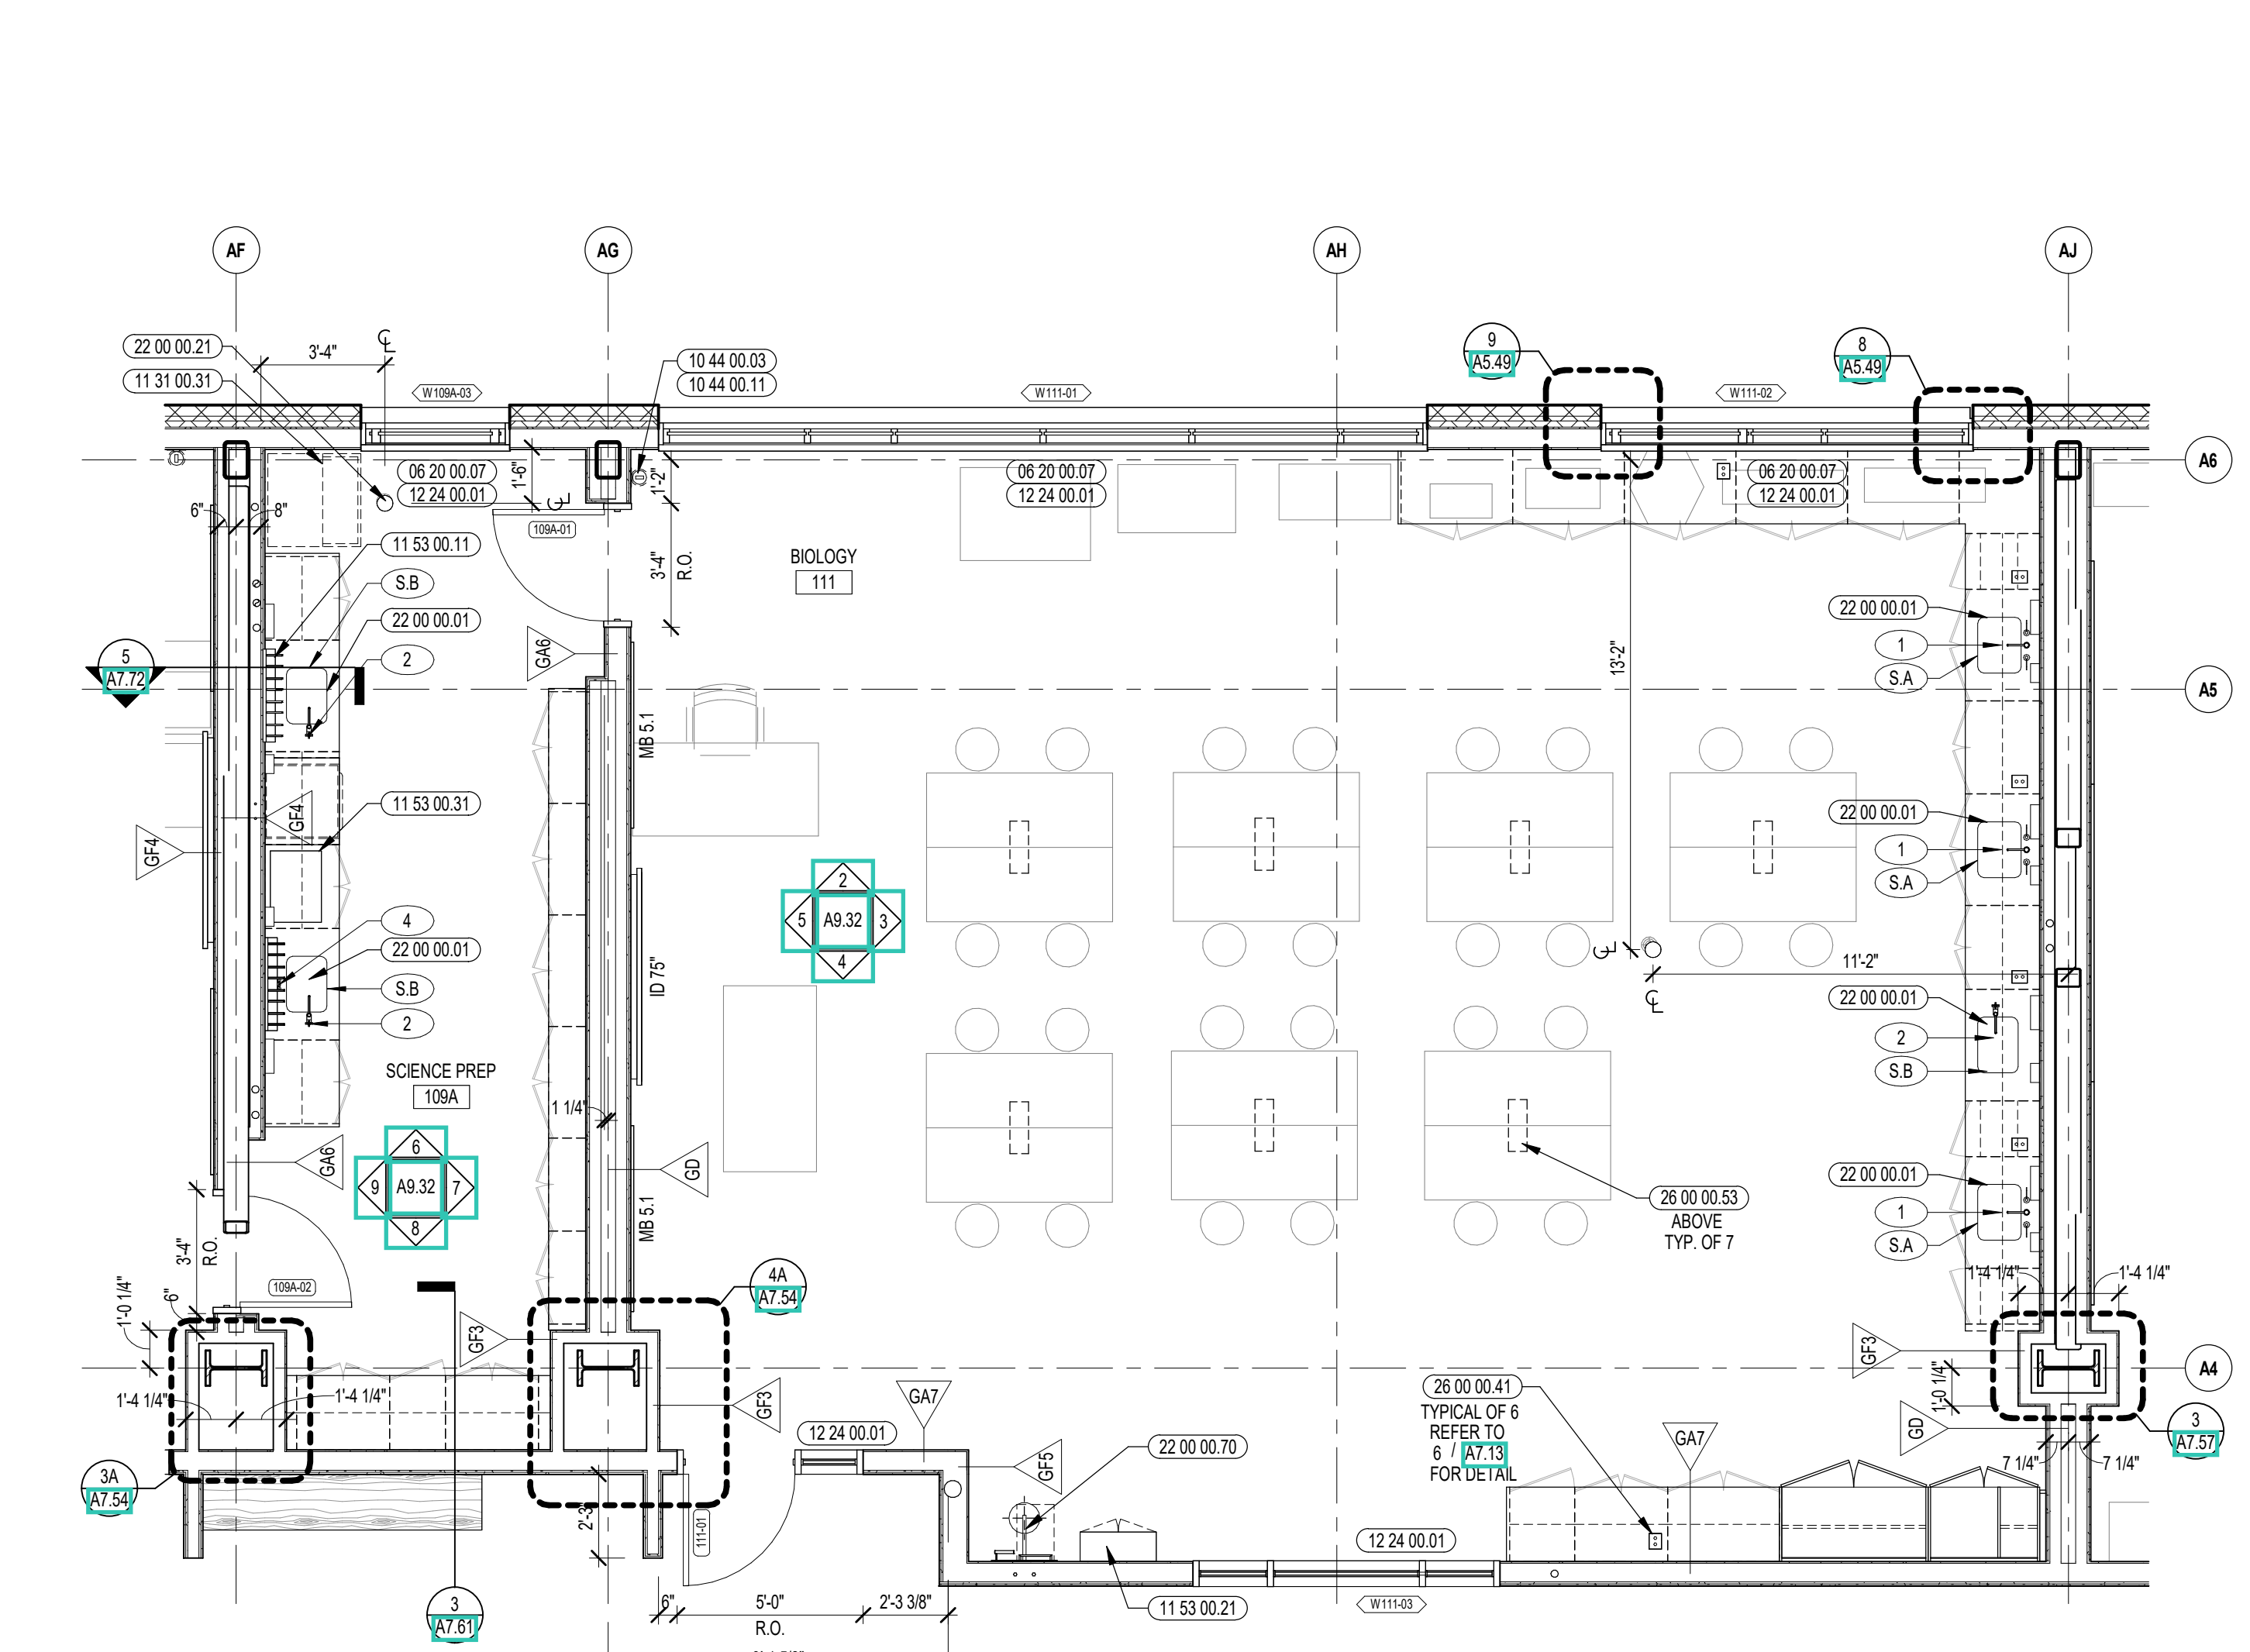 AF
AG
AH
AJ
22 00 00.21
3'-4"
CL
11 31 00.31
W109A-03
10 44 00.03
10 44 00.11
W111-01
9
A5.49
W111-02
8
A5.49
A6
06 20 00.07
12 24 00.01
1'-6"
CL
1'-2"
06 20 00.07
12 24 00.01
06 20 00.07
12 24 00.01
6"
8"
109A-01
11 53 00.11
3'-4"
R.O.
BIOLOGY
111
S.B
22 00 00.01
2
GA6
5
A7.72
MB 5.1
13'-2"
22 00 00.01
1
S.A
A5
11 53 00.31
GF4
GF4
22 00 00.01
1
S.A
2
5
A9.32
3
4
4
22 00 00.01
S.B
2
ID 75"
CL
11'-2"
CL
22 00 00.01
2
S.B
SCIENCE PREP
109A
1 1/4"
6
9
A9.32
7
8
GA6
GD
MB 5.1
26 00 00.53
ABOVE
TYP. OF 7
22 00 00.01
1
S.A
3'-4"
R.O.
109A-02
4A
A7.54
1'-4 1/4"
1'-4 1/4"
1'-0 1/4"
6"
GF3
GF3
A4
1'-4 1/4"
1'-4 1/4"
GF3
GA7
26 00 00.41
TYPICAL OF 6
REFER TO
6 / A7.13
FOR DETAIL
GA7
1'-0 1/4"
GD
3
A7.57
7 1/4"
7 1/4"
3A
A7.54
12 24 00.01
22 00 00.70
GF5
2'-3"
111-01
12 24 00.01
3
A7.61
6"
5'-0"
R.O.
2'-3 3/8"
11 53 00.21
W111-03